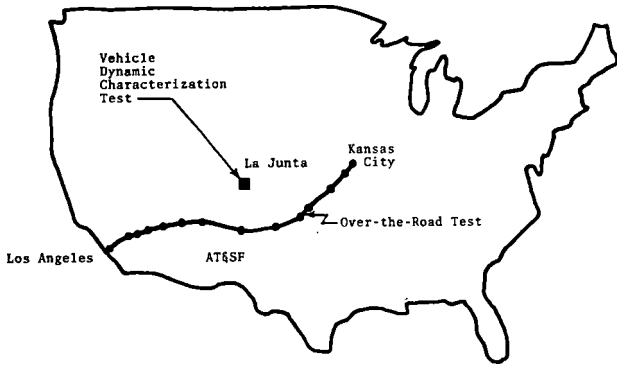 Vehicle
Dynamic
Characterization
Test
La Junta
Kansas
City
Over-the-Road Test
Los Angeles
AT§SF